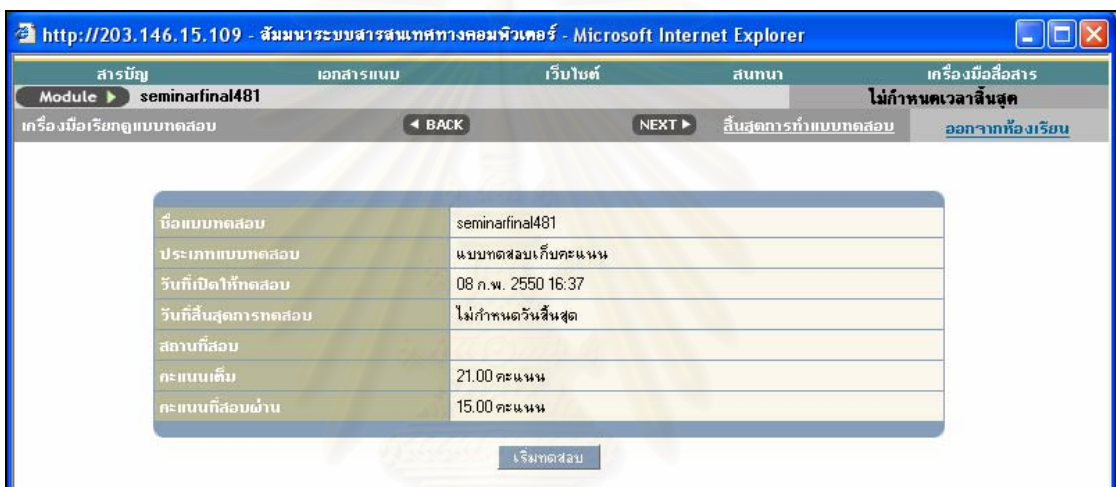 http://203.146.15.109 - สัมมนาระบบสารสนเทศทางคอมพิวเตอร์ - Microsoft Internet Explorer
สารบัญ เอกสารแนบ เว็บไซต์ สนทนา เครื่องมือสื่อสาร
Module seminarfinal481 ไม่กำหนดเวลาสิ้นสุด
เครื่องมือเรียกดูแบบทดสอบ BACK NEXT สิ้นสุดการทำแบบทดสอบ ออกจากห้องเรียน
ชื่อแบบทดสอบ seminarfinal481
ประเภทแบบทดสอบ แบบทดสอบเก็บคะแนน
วันที่เปิดให้ทดสอบ 08 ก.พ. 2550 16:37
วันที่สิ้นสุดการทดสอบ ไม่กำหนดวันสิ้นสุด
สถานที่สอบ
คะแนนเต็ม 21.00 คะแนน
คะแนนที่สอบผ่าน 15.00 คะแนน
เริ่มทดสอบ